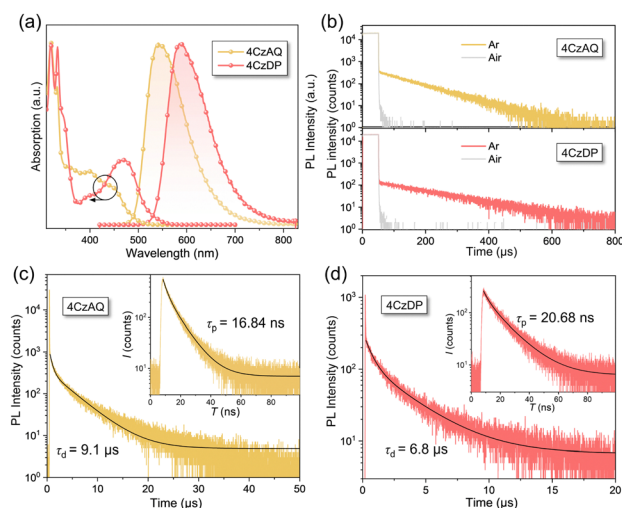 (a)
4CzAQ
4CzDP
Absorption (a.u.)
PL Intensity (a.u.)
400 500 600 700 800
Wavelength (nm)
(b)
10⁴
10³
10²
10¹
10⁰
Ar
Air
4CzAQ
PL intensity (counts)
10⁴
10³
10²
10¹
10⁰
Ar
Air
4CzDP
0 200 400 600 800
Time (μs)
(c)
4CzAQ
PL Intensity (counts)
10⁴
10³
10²
10¹
10⁰
I (counts)
10²
10¹
τp = 16.84 ns
0 20 40 60 80
T (ns)
τd = 9.1 μs
0 10 20 30 40 50
Time (μs)
(d)
4CzDP
PL Intensity (counts)
10³
10²
10¹
I (counts)
10²
10¹
τp = 20.68 ns
0 20 40 60 80
T (ns)
τd = 6.8 μs
0 5 10 15 20
Time (μs)